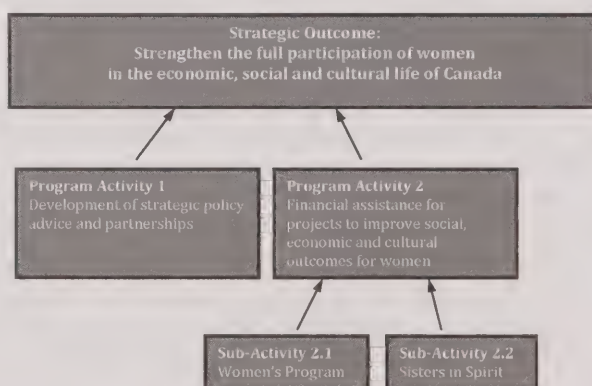 Strategic Outcome:
Strengthen the full participation of women
in the economic, social and cultural life of Canada
Program Activity 1
Development of strategic policy
advice and partnerships
Program Activity 2
Financial assistance for
projects to improve social,
economic and cultural
outcomes for women
Sub-Activity 2.1
Women's Program
Sub-Activity 2.2
Sisters in Spirit